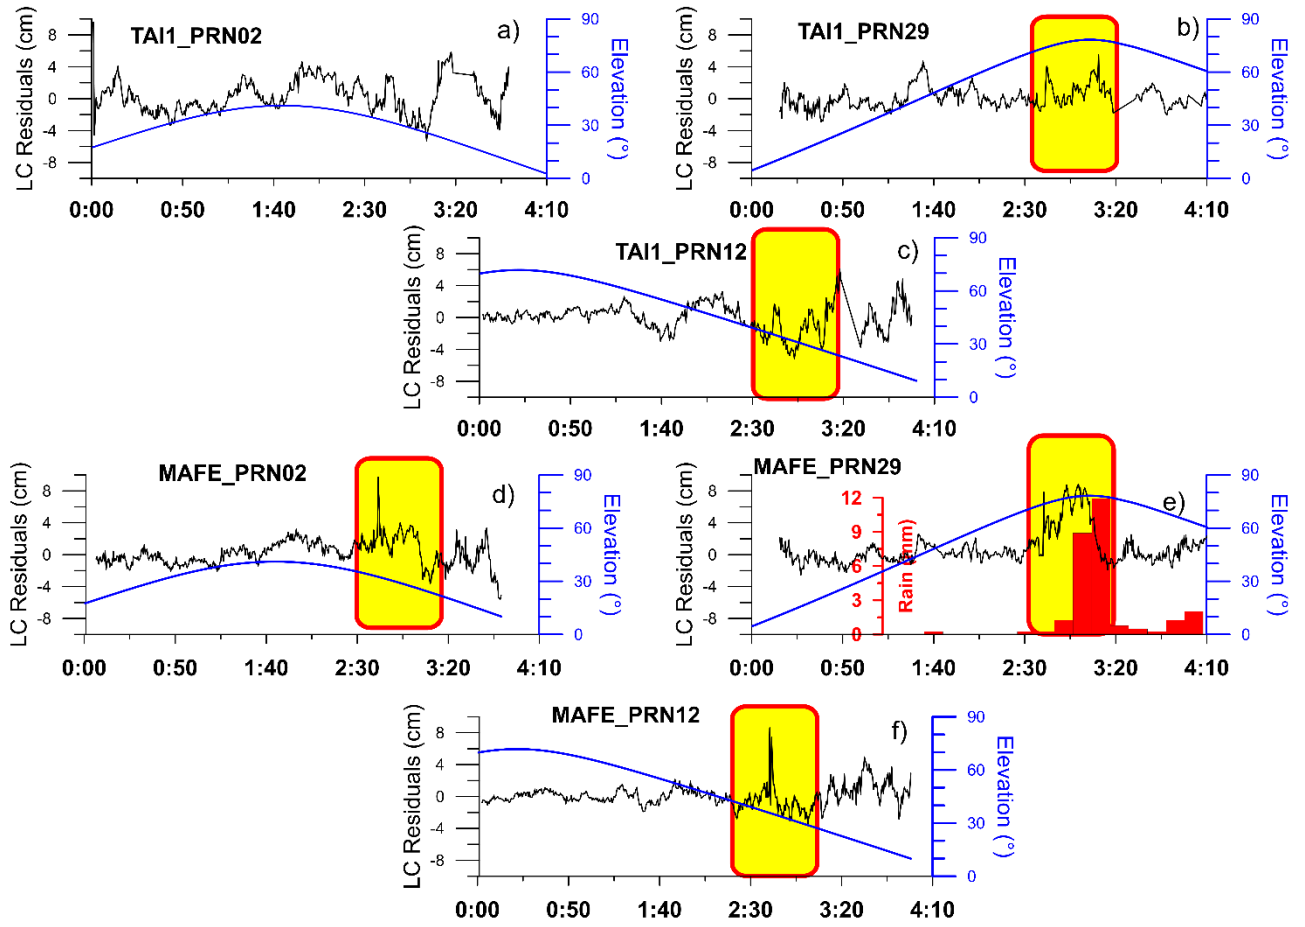 TAI1_PRN02
a)
LC Residuals (cm)
8
4
0
-4
-8
90
60
30
0
Elevation (°)
0:00 0:50 1:40 2:30 3:20 4:10
TAI1_PRN29
b)
LC Residuals (cm)
8
4
0
-4
-8
90
60
30
0
Elevation (°)
0:00 0:50 1:40 2:30 3:20 4:10
TAI1_PRN12
c)
LC Residuals (cm)
8
4
0
-4
-8
90
60
30
0
Elevation (°)
0:00 0:50 1:40 2:30 3:20 4:10
MAFE_PRN02
d)
LC Residuals (cm)
8
4
0
-4
-8
90
60
30
0
Elevation (°)
0:00 0:50 1:40 2:30 3:20 4:10
MAFE_PRN29
e)
LC Residuals (cm)
8
4
0
-4
-8
12
9
6
3
0
Rain (mm)
90
60
30
0
Elevation (°)
0:00 0:50 1:40 2:30 3:20 4:10
MAFE_PRN12
f)
LC Residuals (cm)
8
4
0
-4
-8
90
60
30
0
Elevation (°)
0:00 0:50 1:40 2:30 3:20 4:10